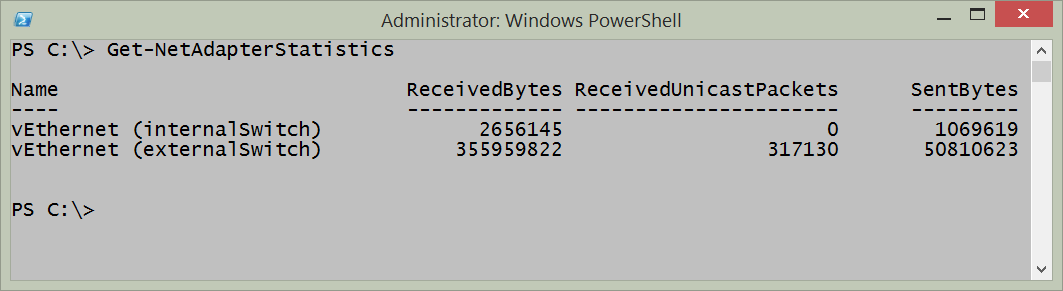 Administrator: Windows PowerShell
PS C:\> Get-NetAdapterStatistics
Name ReceivedBytes ReceivedUnicastPackets SentBytes
---- ------------- ---------------------- ---------
vEthernet (internalSwitch) 2656145 0 1069619
vEthernet (externalSwitch) 355959822 317130 50810623
PS C:\>